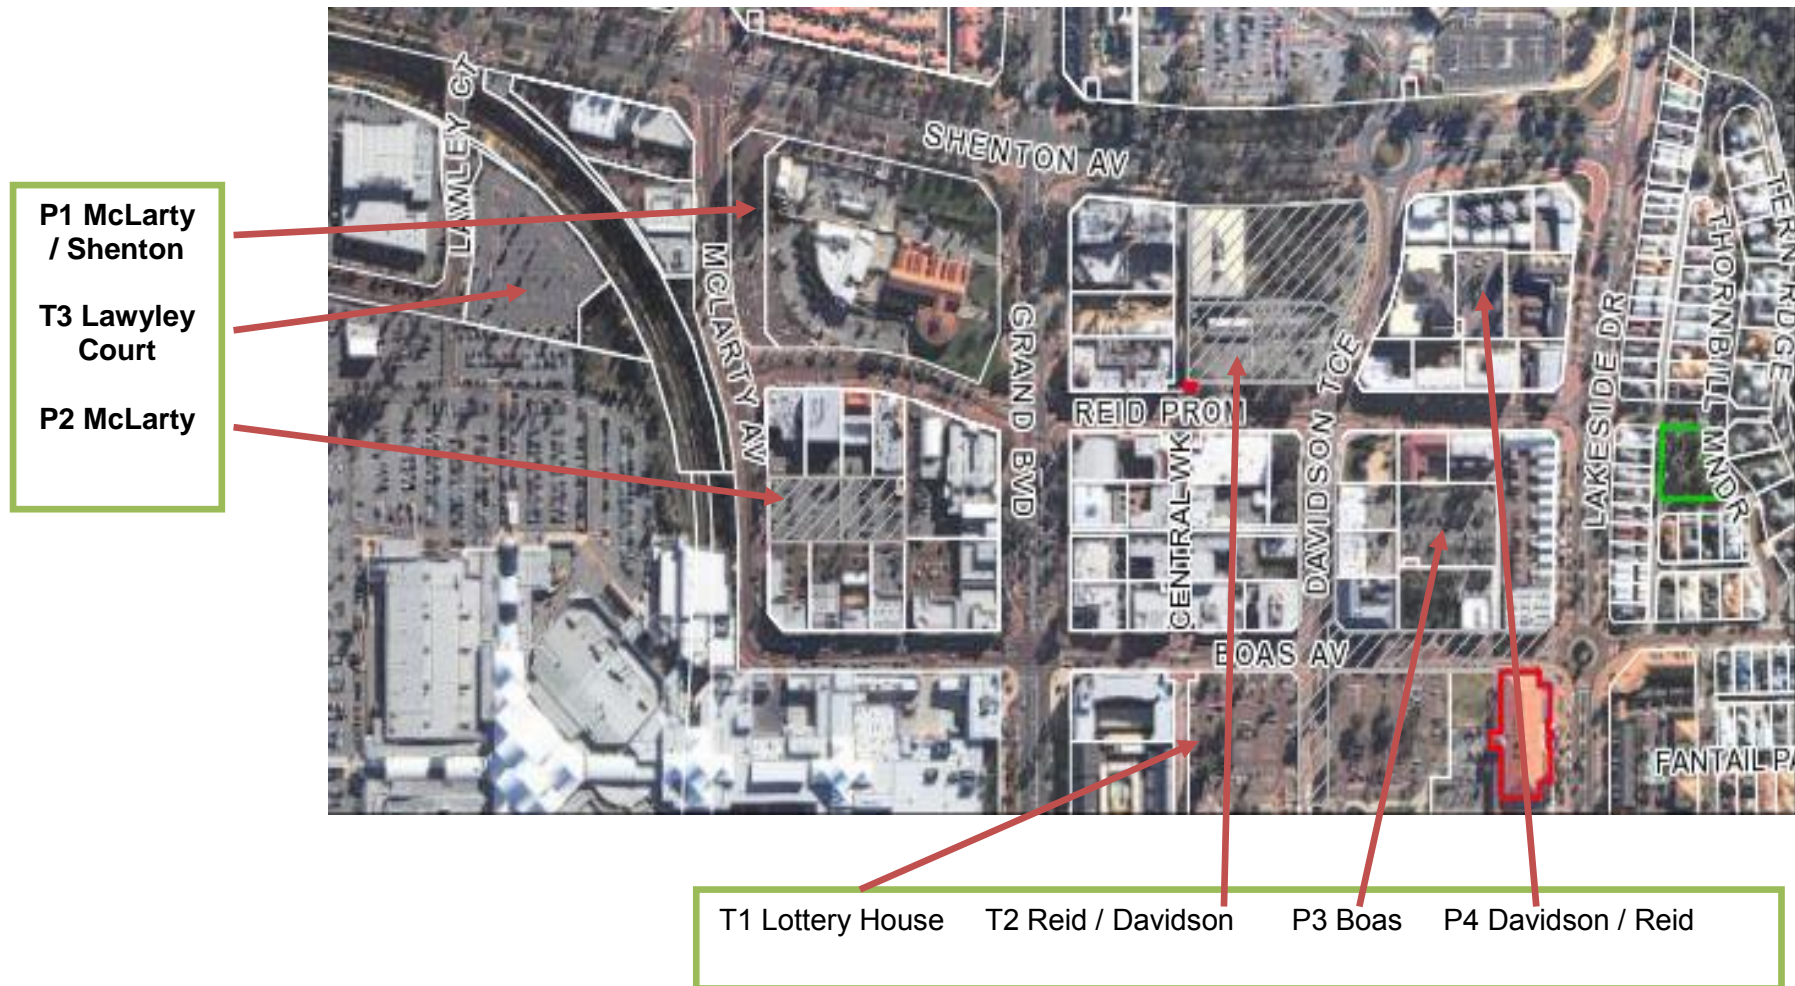 P1 McLarty
/ Shenton
T3 Lawyley
Court
P2 McLarty
LAWLEY CT
SHENTON AV
MCLARTY AV
GRAND BLVD
REID PROM
CENTRAL WK
DAVIDSON TCE
LAKESIDE DR
THORNBILL MNDR
TERN RIDGE
BOAS AV
FANTAIL PA
T1 Lottery House T2 Reid / Davidson P3 Boas P4 Davidson / Reid